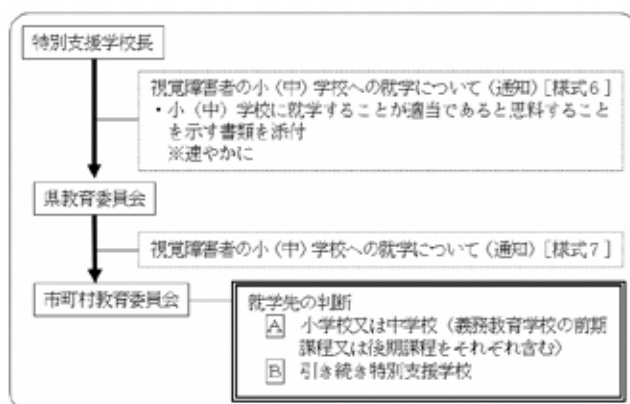 特別支援学校長
視覚障害者の小（中）学校への就学について（通知）［様式６］
・小（中）学校に就学することが適当であると思料すること
を示す書類を添付
※速やかに
県教育委員会
視覚障害者の小（中）学校への就学について（通知）［様式７］
市町村教育委員会
就学先の判断
A 小学校又は中学校（義務教育学校の前期
課程又は後期課程をそれぞれ含む）
B 引き続き特別支援学校